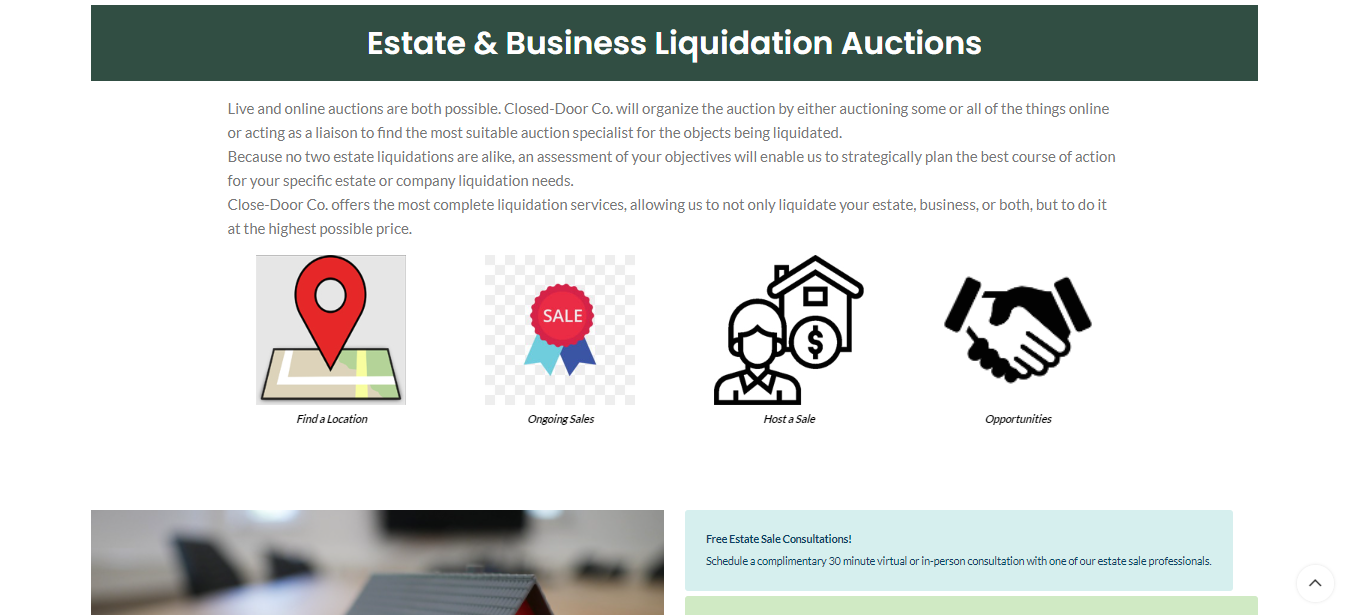 Estate & Business Liquidation Auctions
Live and online auctions are both possible. Closed-Door Co. will organize the auction by either auctioning some or all of the things online
or acting as a liaison to find the most suitable auction specialist for the objects being liquidated.
Because no two estate liquidations are alike, an assessment of your objectives will enable us to strategically plan the best course of action
for your specific estate or company liquidation needs.
Close-Door Co. offers the most complete liquidation services, allowing us to not only liquidate your estate, business, or both, but to do it
at the highest possible price.
SALE
$
Find a Location
Ongoing Sales
Host a Sale
Opportunities
Free Estate Sale Consultations!
Schedule a complimentary 30 minute virtual or in-person consultation with one of our estate sale professionals.